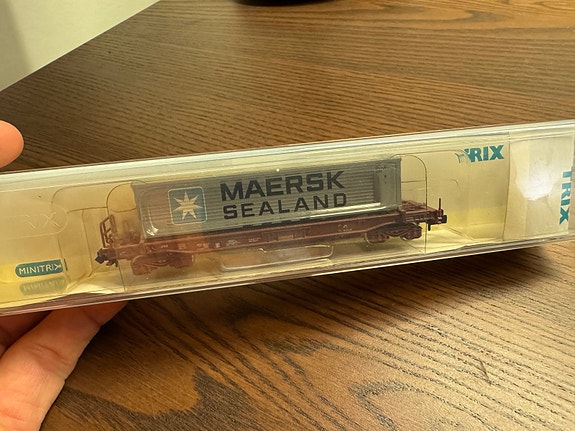 MAERSK
SEALAND
TRIX
TRIX
MINITRIX